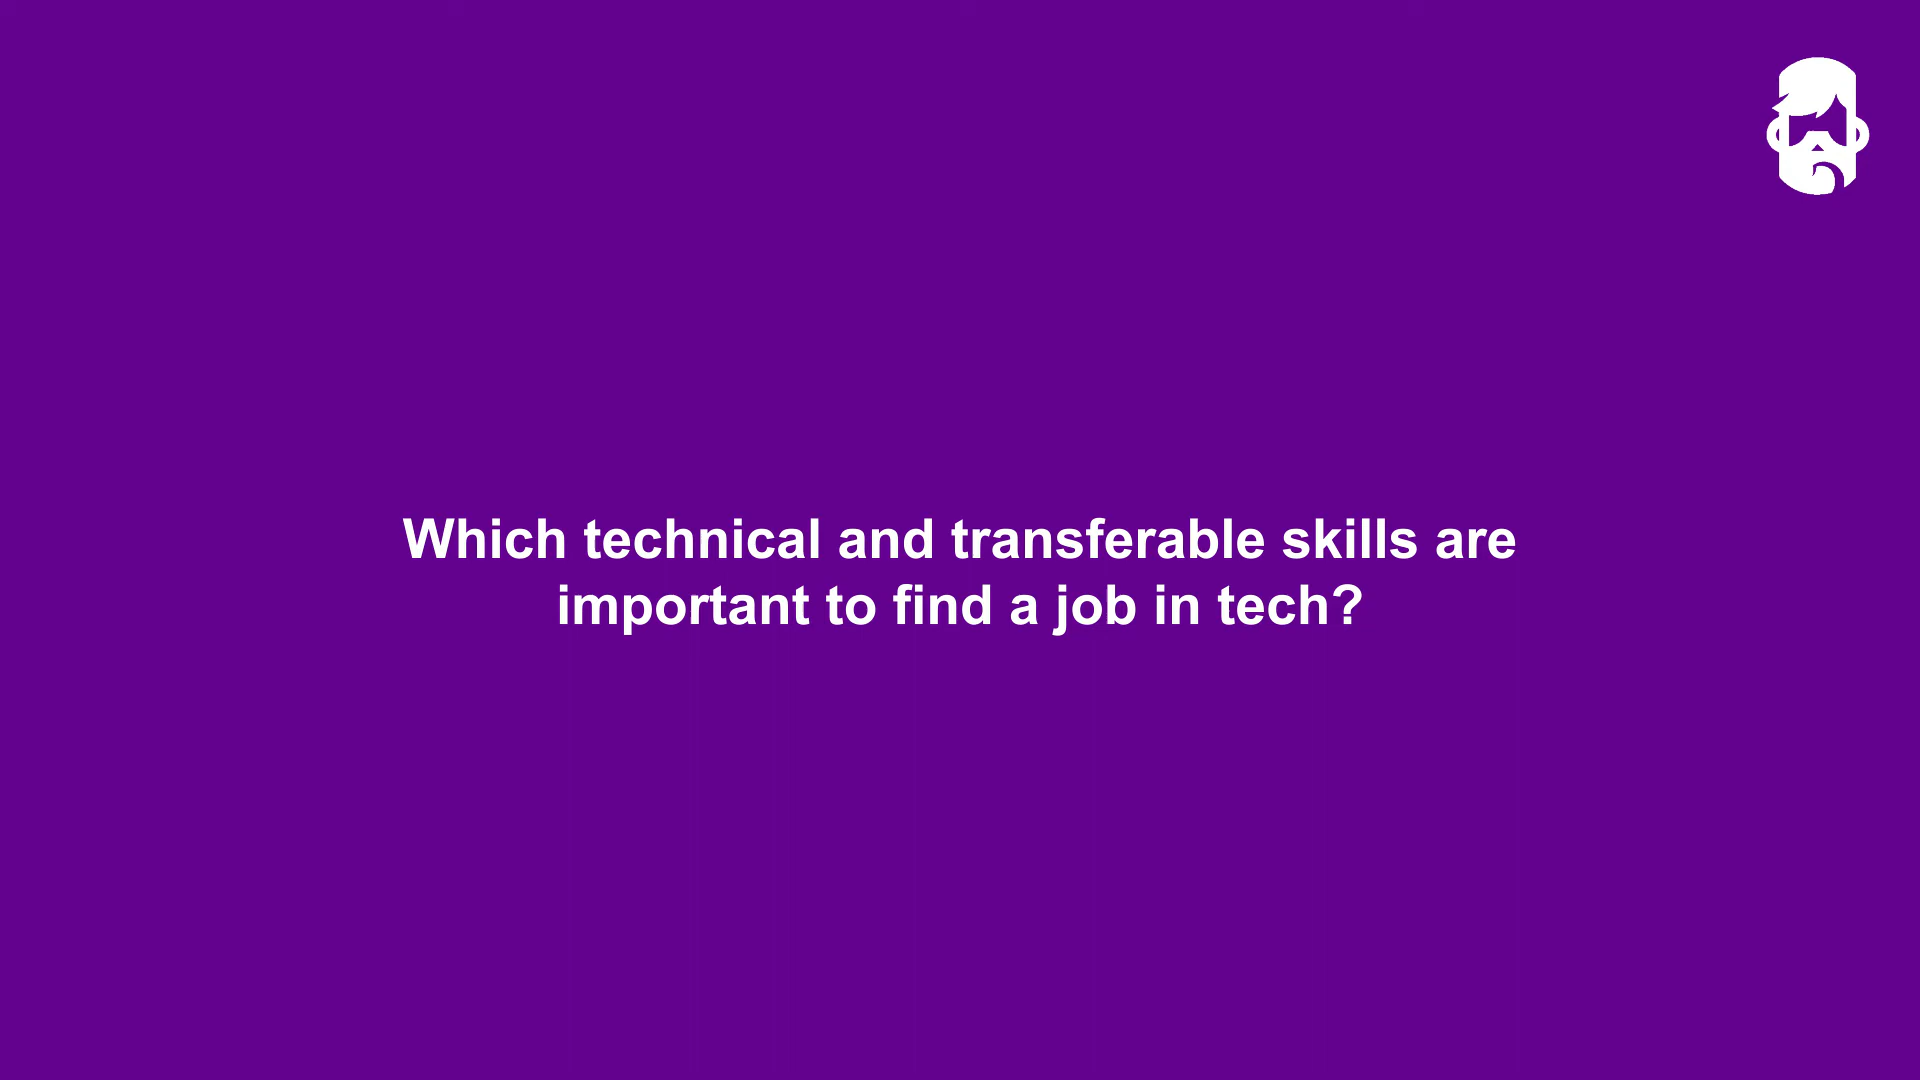 Which technical and transferable skills are
important to find a job in tech?